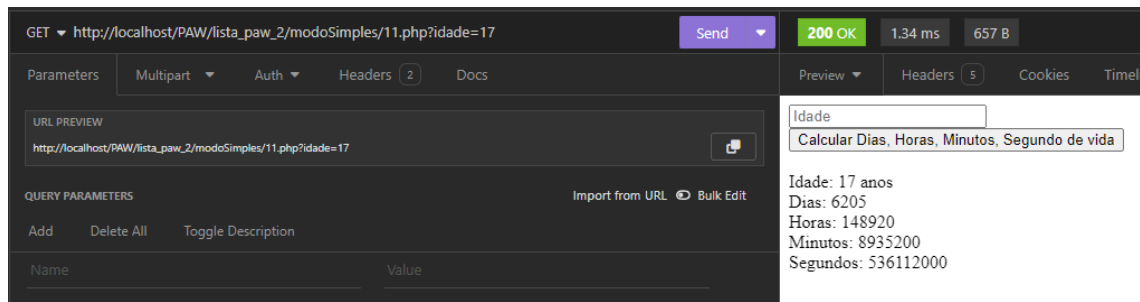 GET http://localhost/PAW/lista_paw_2/modoSimples/11.php?idade=17 Send
Parameters Multipart Auth Headers 2 Docs
URL PREVIEW
http://localhost/PAW/lista_paw_2/modoSimples/11.php?idade=17
QUERY PARAMETERS Import from URL Bulk Edit
Add Delete All Toggle Description
Name Value
200 OK 1.34 ms 657 B
Preview Headers 5 Cookies Timel
Idade
Calcular Dias, Horas, Minutos, Segundo de vida
Idade: 17 anos
Dias: 6205
Horas: 148920
Minutos: 8935200
Segundos: 536112000